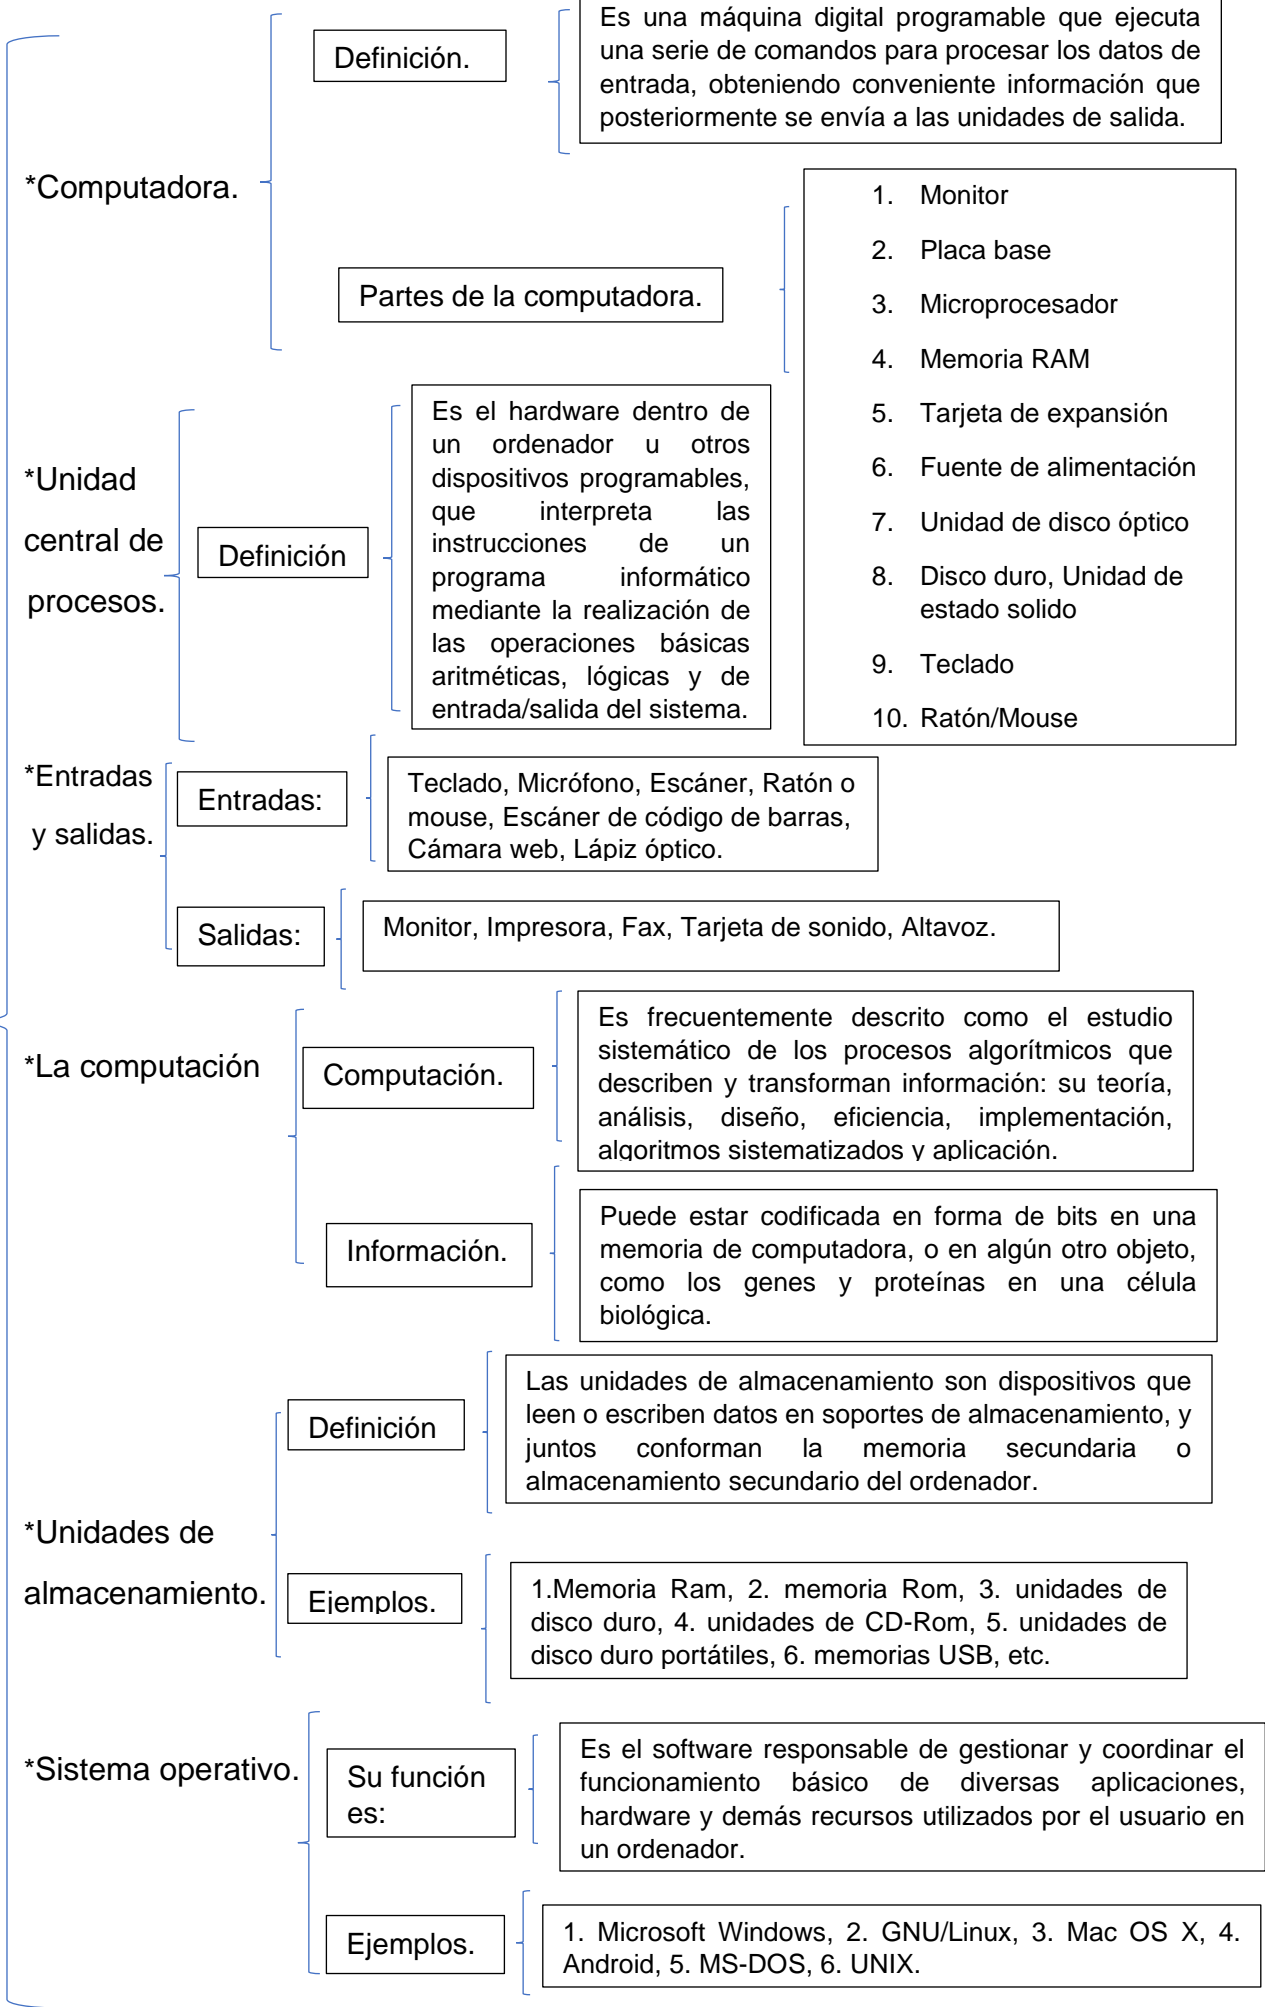 Es una máquina digital programable que ejecuta
una serie de comandos para procesar los datos de
entrada, obteniendo conveniente información que
posteriormente se envía a las unidades de salida.
Definición.
*Computadora.
Partes de la computadora.
1. Monitor
2. Placa base
3. Microprocesador
4. Memoria RAM
5. Tarjeta de expansión
6. Fuente de alimentación
7. Unidad de disco óptico
8. Disco duro, Unidad de
estado solido
9. Teclado
10. Ratón/Mouse
*Unidad
central de
procesos.
Definición
Es el hardware dentro de
un ordenador u otros
dispositivos programables,
que interpreta las
instrucciones de un
programa informático
mediante la realización de
las operaciones básicas
aritméticas, lógicas y de
entrada/salida del sistema.
*Entradas
y salidas.
Entradas:
Teclado, Micrófono, Escáner, Ratón o
mouse, Escáner de código de barras,
Cámara web, Lápiz óptico.
Salidas:
Monitor, Impresora, Fax, Tarjeta de sonido, Altavoz.
*La computación
Computación.
Es frecuentemente descrito como el estudio
sistemático de los procesos algorítmicos que
describen y transforman información: su teoría,
análisis, diseño, eficiencia, implementación,
algoritmos sistematizados y aplicación.
Información.
Puede estar codificada en forma de bits en una
memoria de computadora, o en algún otro objeto,
como los genes y proteínas en una célula
biológica.
*Unidades de
almacenamiento.
Definición
Las unidades de almacenamiento son dispositivos que
leen o escriben datos en soportes de almacenamiento, y
juntos conforman la memoria secundaria o
almacenamiento secundario del ordenador.
Ejemplos.
1.Memoria Ram, 2. memoria Rom, 3. unidades de
disco duro, 4. unidades de CD-Rom, 5. unidades de
disco duro portátiles, 6. memorias USB, etc.
*Sistema operativo.
Su función
es:
Es el software responsable de gestionar y coordinar el
funcionamiento básico de diversas aplicaciones,
hardware y demás recursos utilizados por el usuario en
un ordenador.
Ejemplos.
1. Microsoft Windows, 2. GNU/Linux, 3. Mac OS X, 4.
Android, 5. MS-DOS, 6. UNIX.